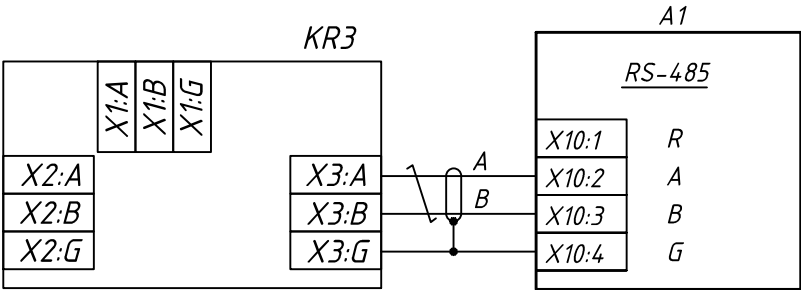 A1
KR3
RS-485
X1:A
X1:B
X1:G
X10:1 R
X2:A
X3:A
A
X10:2 A
X2:B
X3:B
B
X10:3 B
X2:G
X3:G
X10:4 G